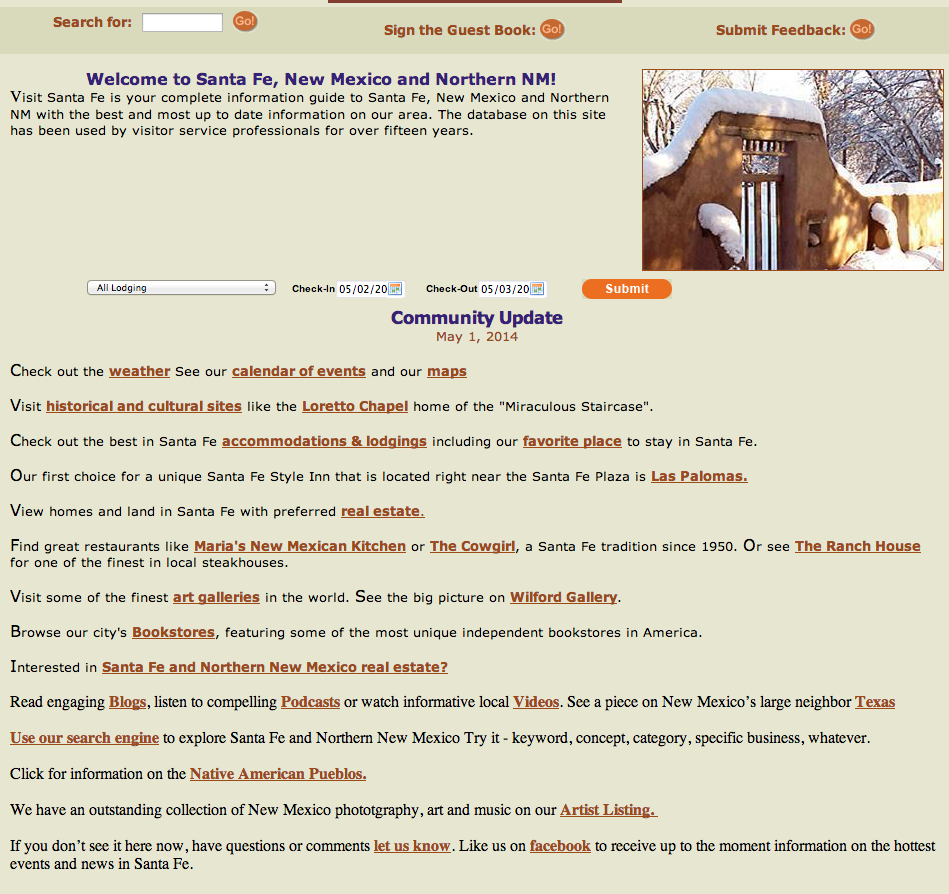 Search for: Go!
Sign the Guest Book: Go!
Submit Feedback: Go!
Welcome to Santa Fe, New Mexico and Northern NM!
Visit Santa Fe is your complete information guide to Santa Fe, New Mexico and Northern
NM with the best and most up to date information on our area. The database on this site
has been used by visitor service professionals for over fifteen years.
All Lodging Check-In 05/02/20 Check-Out 05/03/20 Submit
Community Update
May 1, 2014
Check out the weather See our calendar of events and our maps
Visit historical and cultural sites like the Loretto Chapel home of the "Miraculous Staircase".
Check out the best in Santa Fe accommodations & lodgings including our favorite place to stay in Santa Fe.
Our first choice for a unique Santa Fe Style Inn that is located right near the Santa Fe Plaza is Las Palomas.
View homes and land in Santa Fe with preferred real estate.
Find great restaurants like Maria's New Mexican Kitchen or The Cowgirl, a Santa Fe tradition since 1950. Or see The Ranch House
for one of the finest in local steakhouses.
Visit some of the finest art galleries in the world. See the big picture on Wilford Gallery.
Browse our city's Bookstores, featuring some of the most unique independent bookstores in America.
Interested in Santa Fe and Northern New Mexico real estate?
Read engaging Blogs, listen to compelling Podcasts or watch informative local Videos. See a piece on New Mexico’s large neighbor Texas
Use our search engine to explore Santa Fe and Northern New Mexico Try it - keyword, concept, category, specific business, whatever.
Click for information on the Native American Pueblos.
We have an outstanding collection of New Mexico phototgraphy, art and music on our Artist Listing.
If you don’t see it here now, have questions or comments let us know. Like us on facebook to receive up to the moment information on the hottest
events and news in Santa Fe.